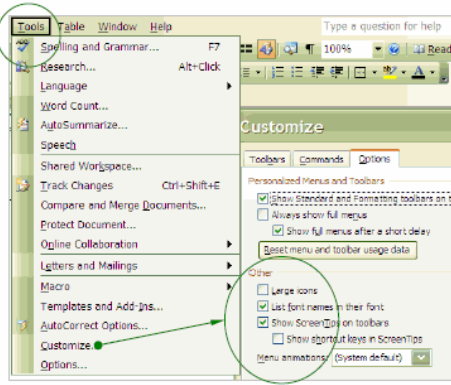 Tools Table Window Help
Type a question for help
Spelling and Grammar... F7
Research... Alt+Click
Language
Word Count...
AutoSummarize...
Speech
Shared Workspace...
Track Changes Ctrl+Shift+E
Compare and Merge Documents...
Protect Document...
Online Collaboration
Letters and Mailings
Macro
Templates and Add-Ins...
AutoCorrect Options...
Customize...
Options...
100% Read
Customize
Toolbars Commands Options
Personalized Menus and Toolbars
Show Standard and Formatting toolbars on
Always show full menus
Show full menus after a short delay
Reset menu and toolbar usage data
Other
Large icons
List font names in their font
Show ScreenTips on toolbars
Show shortcut keys in ScreenTips
Menu animations: (System default)